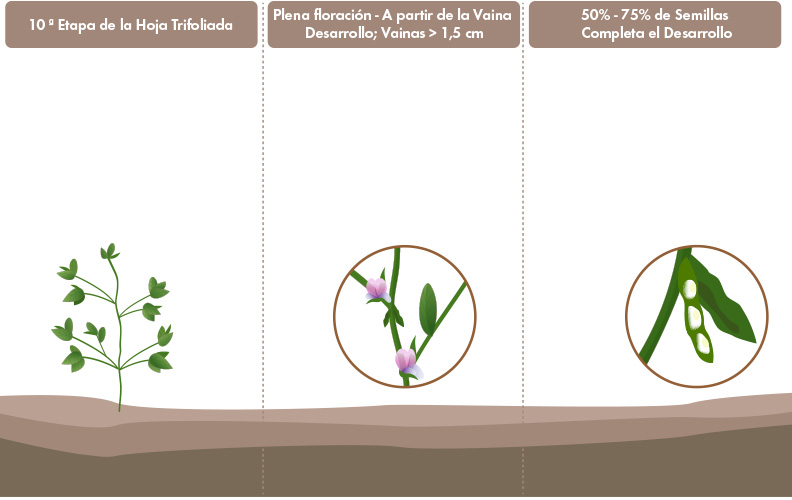 10 ª Etapa de la Hoja Trifoliada
Plena floración - A partir de la Vaina
Desarrollo; Vainas > 1,5 cm
50% - 75% de Semillas
Completa el Desarrollo